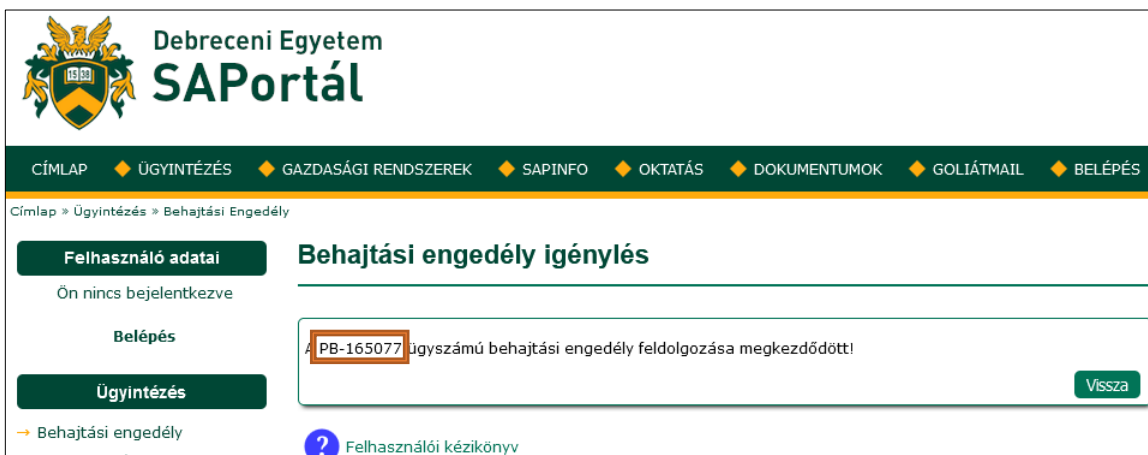 Debreceni Egyetem
SAPortál
15 38
CÍMLAP ÜGYINTÉZÉS GAZDASÁGI RENDSZEREK SAPINFO OKTATÁS DOKUMENTUMOK GOLIÁTMAIL BELÉPÉS
Címlap » Ügyintézés » Behajtási Engedély
Felhasználó adatai
Ön nincs bejelentkezve
Belépés
Ügyintézés
→ Behajtási engedély
Behajtási engedély igénylés
A PB-165077 ügyszámú behajtási engedély feldolgozása megkezdődött!
Vissza
? Felhasználói kézikönyv